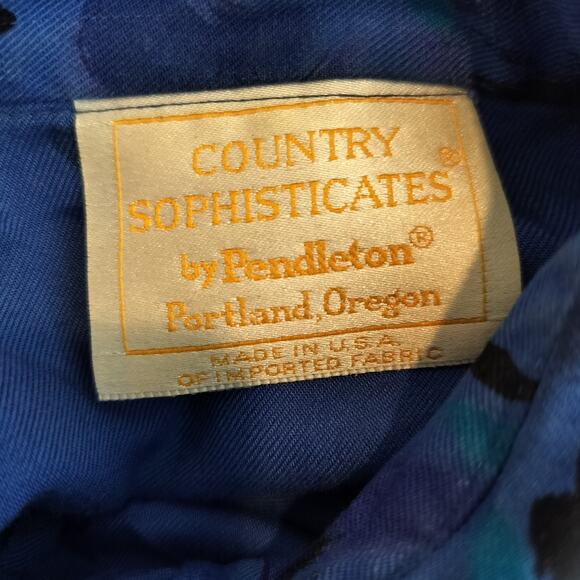 COUNTRY
SOPHISTICATES®
by Pendleton®
Portland, Oregon
MADE IN U.S.A.
OF IMPORTED FABRIC